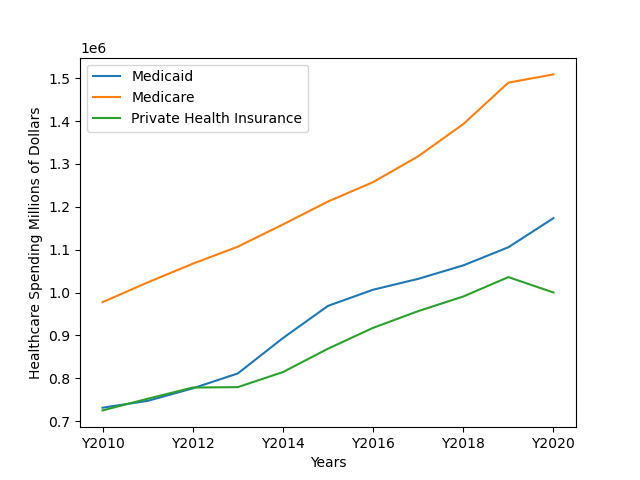 1e6
1.5
1.4
1.3
1.2
1.1
1.0
0.9
0.8
0.7
Healthcare Spending Millions of Dollars
Medicaid
Medicare
Private Health Insurance
Y2010 Y2012 Y2014 Y2016 Y2018 Y2020
Years